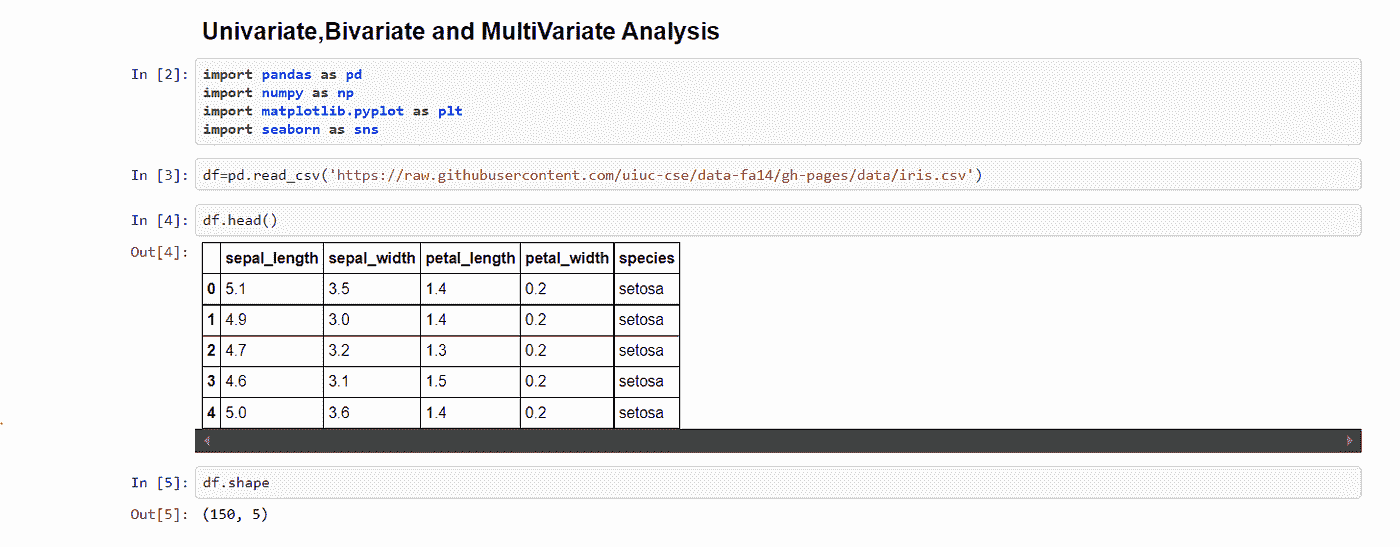 Univariate,Bivariate and MultiVariate Analysis
In [2]: import pandas as pd
import numpy as np
import matplotlib.pyplot as plt
import seaborn as sns
In [3]: df=pd.read_csv('https://raw.githubusercontent.com/uiuc-cse/data-fa14/gh-pages/data/iris.csv')
In [4]: df.head()
Out[4]:
sepal_length sepal_width petal_length petal_width species
0 5.1 3.5 1.4 0.2 setosa
1 4.9 3.0 1.4 0.2 setosa
2 4.7 3.2 1.3 0.2 setosa
3 4.6 3.1 1.5 0.2 setosa
4 5.0 3.6 1.4 0.2 setosa
In [5]: df.shape
Out[5]: (150, 5)